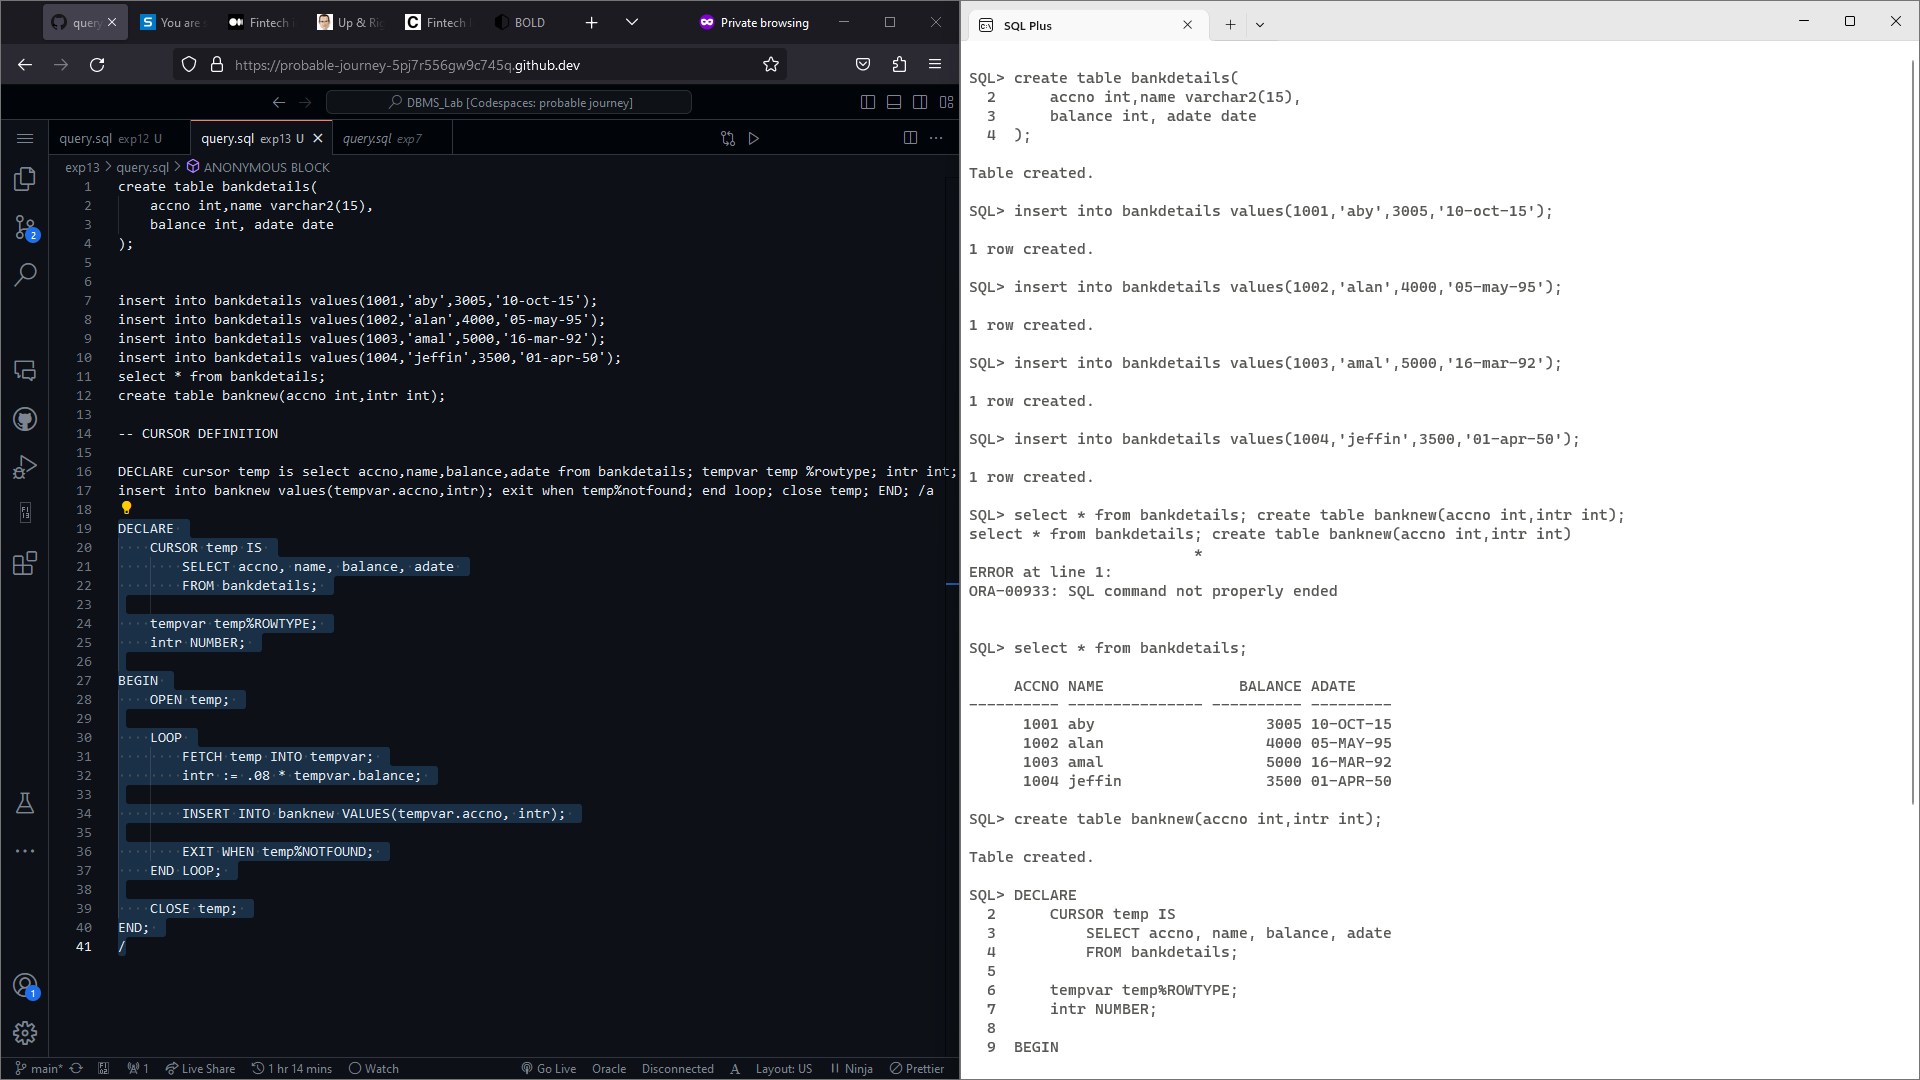 query
You are
Fintech i
Up & Ri
Fintech
BOLD
Private browsing
https://probable-journey-5pj7r556gw9c745q.github.dev
DBMS_Lab [Codespaces: probable journey]
query.sql exp12 U
query.sql exp13 U
query.sql exp7
exp13 > query.sql > ANONYMOUS BLOCK
1 create table bankdetails(
2 accno int,name varchar2(15),
3 balance int, adate date
4 );
5
6
7 insert into bankdetails values(1001,'aby',3005,'10-oct-15');
8 insert into bankdetails values(1002,'alan',4000,'05-may-95');
9 insert into bankdetails values(1003,'amal',5000,'16-mar-92');
10 insert into bankdetails values(1004,'jeffin',3500,'01-apr-50');
11 select * from bankdetails;
12 create table banknew(accno int,intr int);
13
14 -- CURSOR DEFINITION
15
16 DECLARE cursor temp is select accno,name,balance,adate from bankdetails; tempvar temp %rowtype; intr int;
17 insert into banknew values(tempvar.accno,intr); exit when temp%notfound; end loop; close temp; END; /a
18
19 DECLARE
20 CURSOR temp IS
21 SELECT accno, name, balance, adate
22 FROM bankdetails;
23
24 tempvar temp%ROWTYPE;
25 intr NUMBER;
26
27 BEGIN
28 OPEN temp;
29
30 LOOP
31 FETCH temp INTO tempvar;
32 intr := .08 * tempvar.balance;
33
34 INSERT INTO banknew VALUES(tempvar.accno, intr);
35
36 EXIT WHEN temp%NOTFOUND;
37 END LOOP;
38
39 CLOSE temp;
40 END;
41 /
2
1
main*
1
Live Share
1 hr 14 mins
Watch
Go Live
Oracle
Disconnected
Layout: US
Ninja
Prettier
SQL Plus
SQL> create table bankdetails(
2 accno int,name varchar2(15),
3 balance int, adate date
4 );
Table created.
SQL> insert into bankdetails values(1001,'aby',3005,'10-oct-15');
1 row created.
SQL> insert into bankdetails values(1002,'alan',4000,'05-may-95');
1 row created.
SQL> insert into bankdetails values(1003,'amal',5000,'16-mar-92');
1 row created.
SQL> insert into bankdetails values(1004,'jeffin',3500,'01-apr-50');
1 row created.
SQL> select * from bankdetails; create table banknew(accno int,intr int);
select * from bankdetails; create table banknew(accno int,intr int)
*
ERROR at line 1:
ORA-00933: SQL command not properly ended
SQL> select * from bankdetails;
ACCNO NAME BALANCE ADATE
---------- --------------- ---------- ---------
1001 aby 3005 10-OCT-15
1002 alan 4000 05-MAY-95
1003 amal 5000 16-MAR-92
1004 jeffin 3500 01-APR-50
SQL> create table banknew(accno int,intr int);
Table created.
SQL> DECLARE
2 CURSOR temp IS
3 SELECT accno, name, balance, adate
4 FROM bankdetails;
5
6 tempvar temp%ROWTYPE;
7 intr NUMBER;
8
9 BEGIN